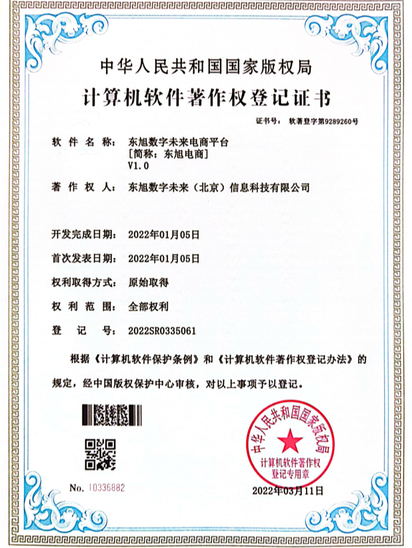 中华人民共和国国家版权局
计算机软件著作权登记证书
证书号： 软著登字第9289260号
软件名称： 东旭数字未来电商平台
[简称：东旭电商]
V1.0
著作权人： 东旭数字未来（北京）信息科技有限公司
开发完成日期： 2022年01月05日
首次发表日期： 2022年01月05日
权利取得方式： 原始取得
权利范围： 全部权利
登记号： 2022SR0335061
根据《计算机软件保护条例》和《计算机软件著作权登记办法》的
规定，经中国版权保护中心审核，对以上事项予以登记。
中华人民共和国国家版权局
计算机软件著作权
登记专用章
No. 10336882
2022年03月11日